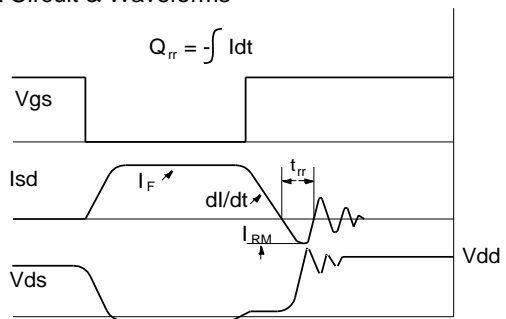 Circuit & Waveforms
Qrr = -∫ Idt
Vgs
Isd
IF
dI/dt
trr
IRM
Vds
Vdd